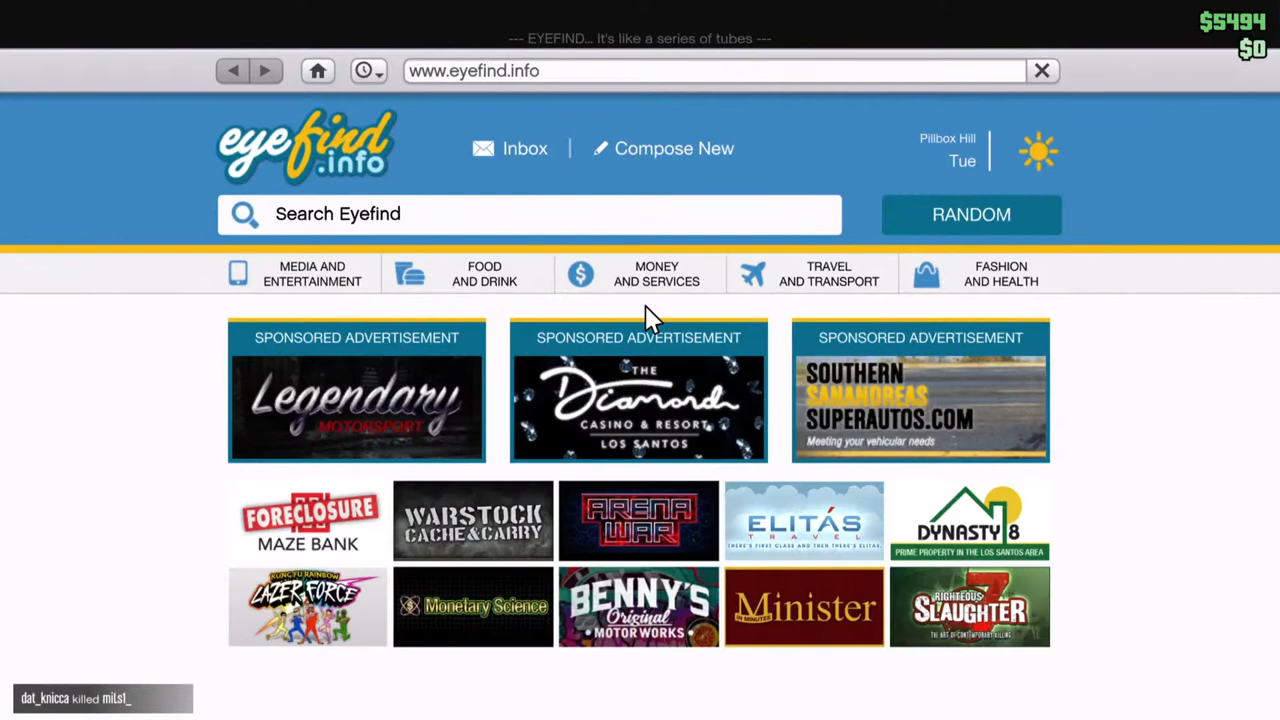 $5494
$0
--- EYEFIND... It's like a series of tubes ---
www.eyefind.info
eyefind
.info
Inbox
Compose New
Pillbox Hill
Tue
Search Eyefind
RANDOM
MEDIA AND
ENTERTAINMENT
FOOD
AND DRINK
MONEY
AND SERVICES
TRAVEL
AND TRANSPORT
FASHION
AND HEALTH
SPONSORED ADVERTISEMENT
Legendary
MOTORSPORT
SPONSORED ADVERTISEMENT
THE
Diamond
CASINO & RESORT
LOS SANTOS
SPONSORED ADVERTISEMENT
SOUTHERN
SANANDREAS
SUPERAUTOS.COM
Meeting your vehicular needs
FORECLOSURE
MAZE BANK
WARSTOCK
CACHE&CARRY
ARENA
WAR
ELITÁS
TRAVEL
THERE'S FIRST CLASS AND THEN THERE'S ELITAS.
DYNASTY 8
PRIME PROPERTY IN THE LOS SANTOS AREA
KUNG FU RAINBOW
LAZER FORCE
Monetary Science
BENNY'S
Original
MOTOR WORKS
Minister
IN MINUTES
RIGHTEOUS
SLAUGHTER
7
THE ART OF CONTEMPORARY KILLING
dat_knicca killed mi.s1_